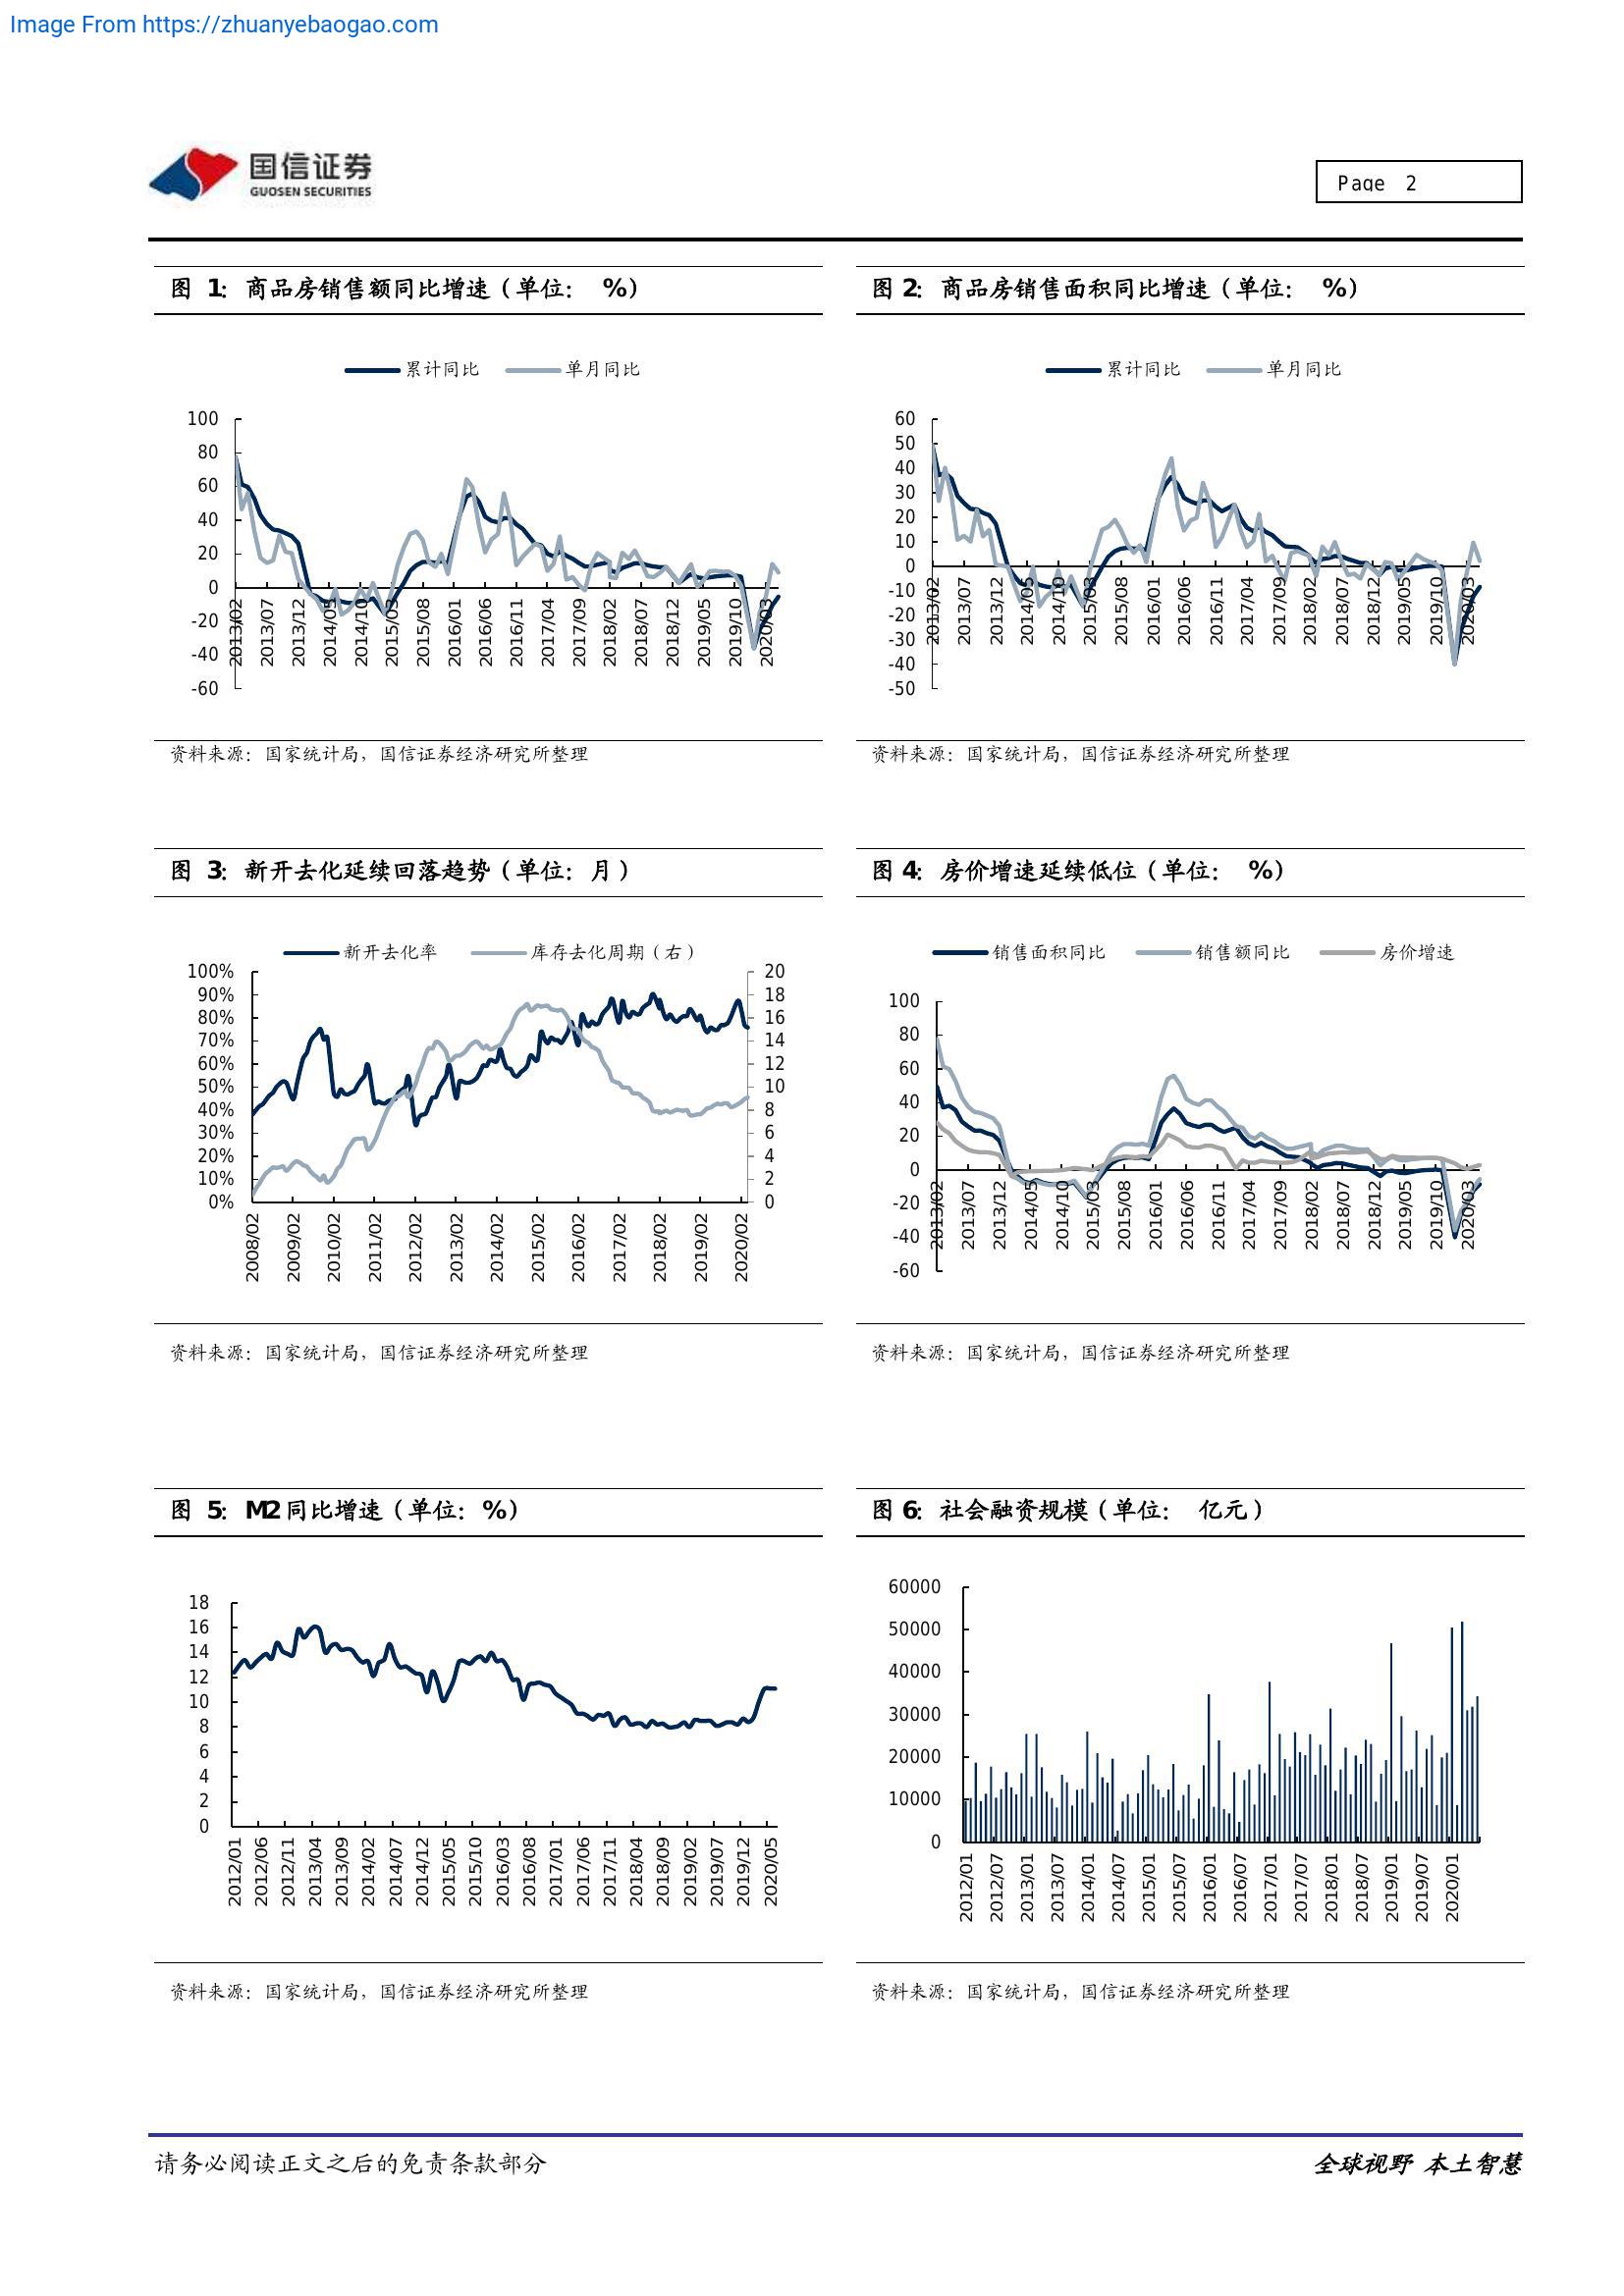 Image From https://zhuanyebaogao.com
国信证券
GUOSEN SECURITIES
Page 2
图 1: 商品房销售额同比增速（单位: %）
累计同比 单月同比
100
80
60
40
20
0
-20
-40
-60
2013/02 2013/07 2013/12 2014/05 2014/10 2015/03 2015/08 2016/01 2016/06 2016/11 2017/04 2017/09 2018/02 2018/07 2018/12 2019/05 2019/10 2020/03
资料来源: 国家统计局, 国信证券经济研究所整理
图 2: 商品房销售面积同比增速（单位: %）
累计同比 单月同比
60
50
40
30
20
10
0
-10
-20
-30
-40
-50
2013/02 2013/07 2013/12 2014/05 2014/10 2015/03 2015/08 2016/01 2016/06 2016/11 2017/04 2017/09 2018/02 2018/07 2018/12 2019/05 2019/10 2020/03
资料来源: 国家统计局, 国信证券经济研究所整理
图 3: 新开去化延续回落趋势（单位: 月）
新开去化率 库存去化周期（右）
100% 20
90% 18
80% 16
70% 14
60% 12
50% 10
40% 8
30% 6
20% 4
10% 2
0% 0
2008/02 2009/02 2010/02 2011/02 2012/02 2013/02 2014/02 2015/02 2016/02 2017/02 2018/02 2019/02 2020/02
资料来源: 国家统计局, 国信证券经济研究所整理
图 4: 房价增速延续低位（单位: %）
销售面积同比 销售额同比 房价增速
100
80
60
40
20
0
-20
-40
-60
2013/02 2013/07 2013/12 2014/05 2014/10 2015/03 2015/08 2016/01 2016/06 2016/11 2017/04 2017/09 2018/02 2018/07 2018/12 2019/05 2019/10 2020/03
资料来源: 国家统计局, 国信证券经济研究所整理
图 5: M2 同比增速（单位: %）
18
16
14
12
10
8
6
4
2
0
2012/01 2012/06 2012/11 2013/04 2013/09 2014/02 2014/07 2014/12 2015/05 2015/10 2016/03 2016/08 2017/01 2017/06 2017/11 2018/04 2018/09 2019/02 2019/07 2019/12 2020/05
资料来源: 国家统计局, 国信证券经济研究所整理
图 6: 社会融资规模（单位: 亿元）
60000
50000
40000
30000
20000
10000
0
2012/01 2012/07 2013/01 2013/07 2014/01 2014/07 2015/01 2015/07 2016/01 2016/07 2017/01 2017/07 2018/01 2018/07 2019/01 2019/07 2020/01
资料来源: 国家统计局, 国信证券经济研究所整理
请务必阅读正文之后的免责条款部分
全球视野 本土智慧